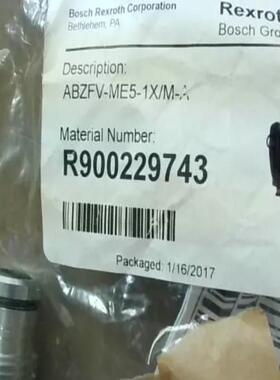 Bosch Rexroth Corporation
Bethlehem, PA
Rexroth
Bosch Gro
Description:
ABZFV-ME5-1X/M-A
Material Number:
R900229743
Packaged: 1/16/2017